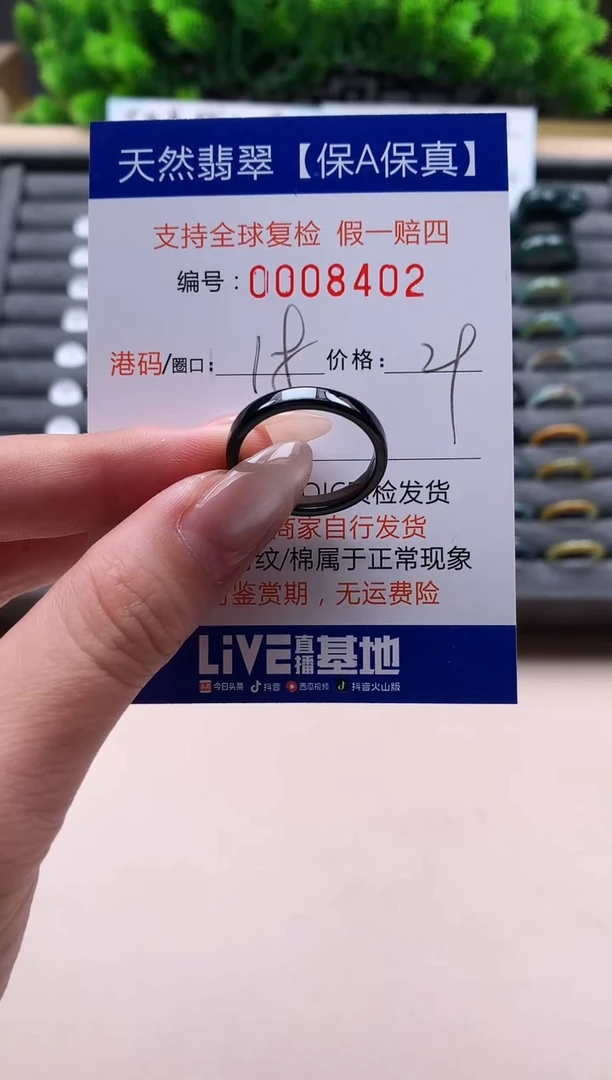 天然翡翠【保A保真】
支持全球复检 假一赔四
编号：0008402
港码/圈口：18 价格：
检发货
商家自行发货
纹/棉属于正常现象
鉴赏期，无运费险
LiVE直播基地
今日头条 抖音 西瓜视频 抖音火山版